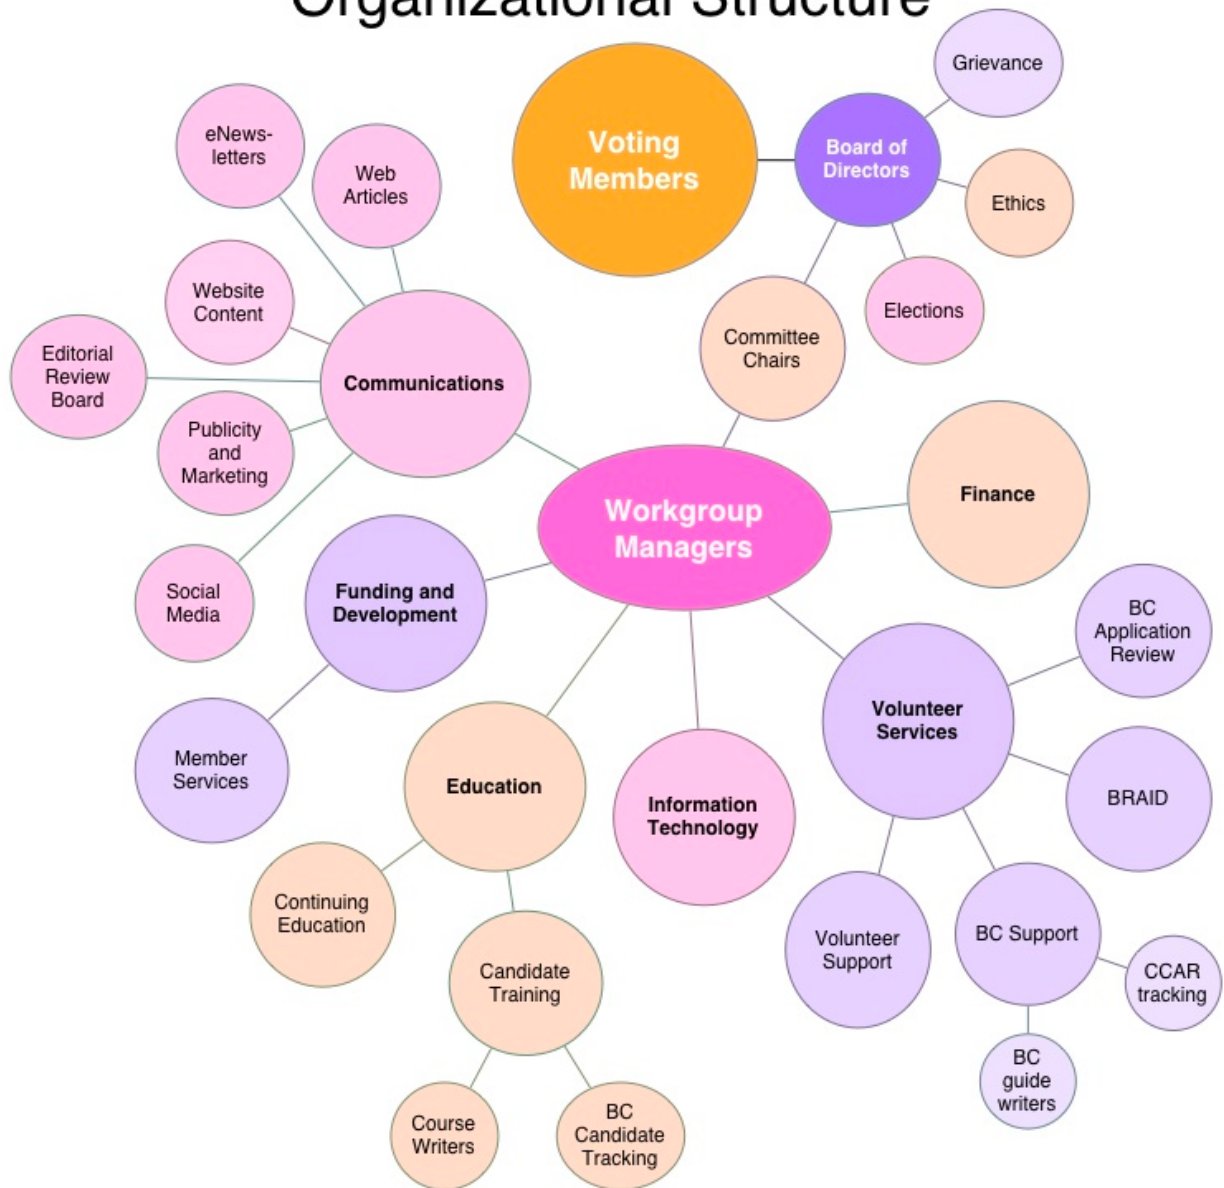 Organizational Structure
Grievance
Voting
Members
Board of
Directors
eNews-
letters
Web
Articles
Ethics
Website
Content
Elections
Committee
Chairs
Editorial
Review
Board
Communications
Publicity
and
Marketing
Finance
Workgroup
Managers
Social
Media
Funding and
Development
BC
Application
Review
Volunteer
Services
Member
Services
Education
Information
Technology
BRAID
Continuing
Education
Volunteer
Support
BC Support
Candidate
Training
CCAR
tracking
BC
guide
writers
Course
Writers
BC
Candidate
Tracking